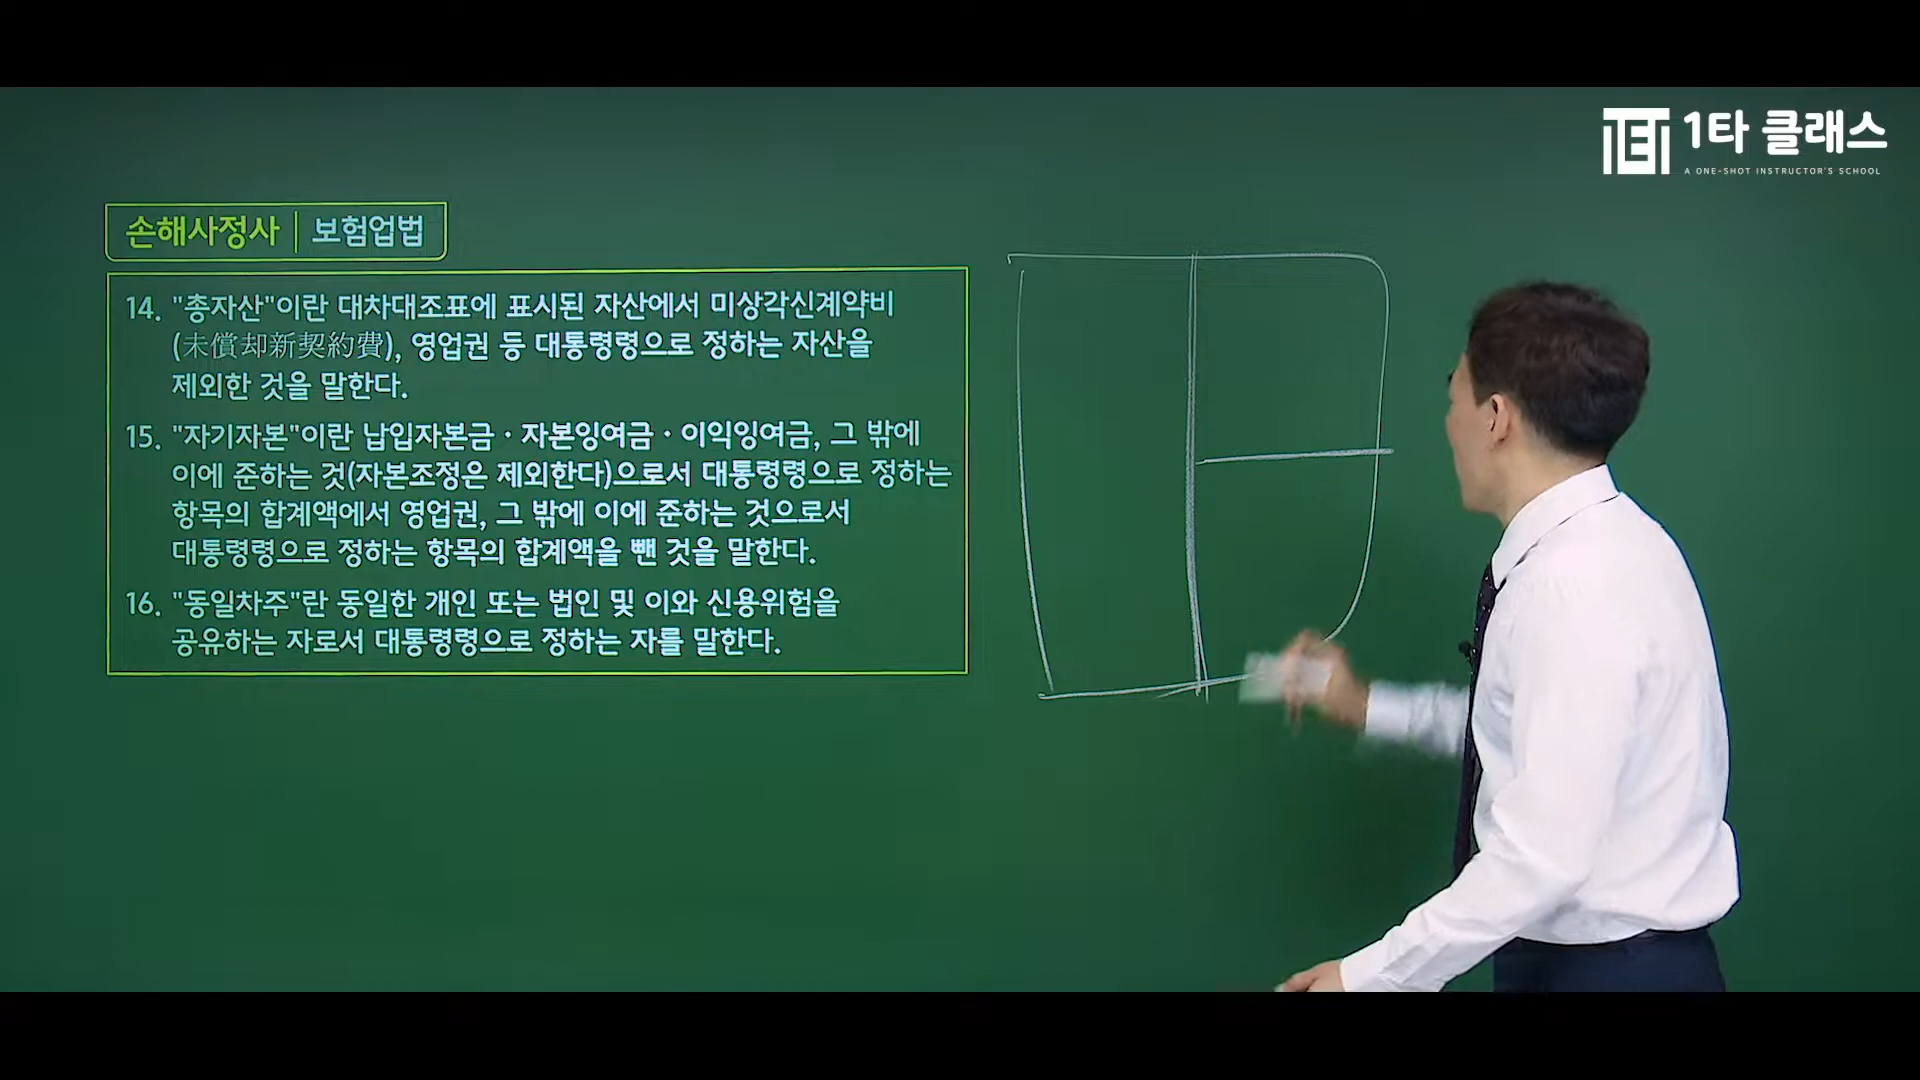 1타 클래스
A ONE-SHOT INSTRUCTOR'S SCHOOL
손해사정사 | 보험업법
14. "총자산"이란 대차대조표에 표시된 자산에서 미상각신계약비
(未償却新契約費), 영업권 등 대통령령으로 정하는 자산을
제외한 것을 말한다.
15. "자기자본"이란 납입자본금 · 자본잉여금 · 이익잉여금, 그 밖에
이에 준하는 것(자본조정은 제외한다)으로서 대통령령으로 정하는
항목의 합계액에서 영업권, 그 밖에 이에 준하는 것으로서
대통령령으로 정하는 항목의 합계액을 뺀 것을 말한다.
16. "동일차주"란 동일한 개인 또는 법인 및 이와 신용위험을
공유하는 자로서 대통령령으로 정하는 자를 말한다.